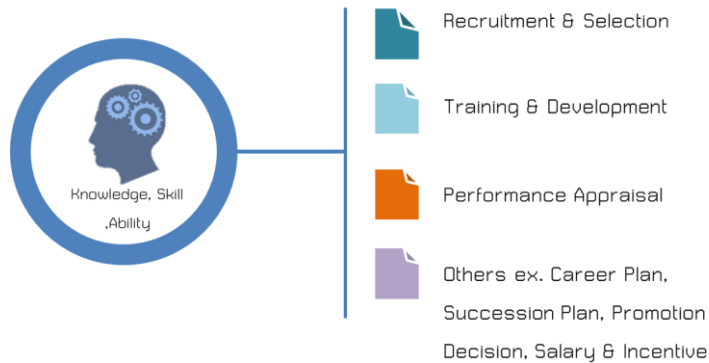 Knowledge, Skill
,Ability
Recruitment & Selection
Training & Development
Performance Appraisal
Others ex. Career Plan,
Succession Plan, Promotion
Decision, Salary & Incentive